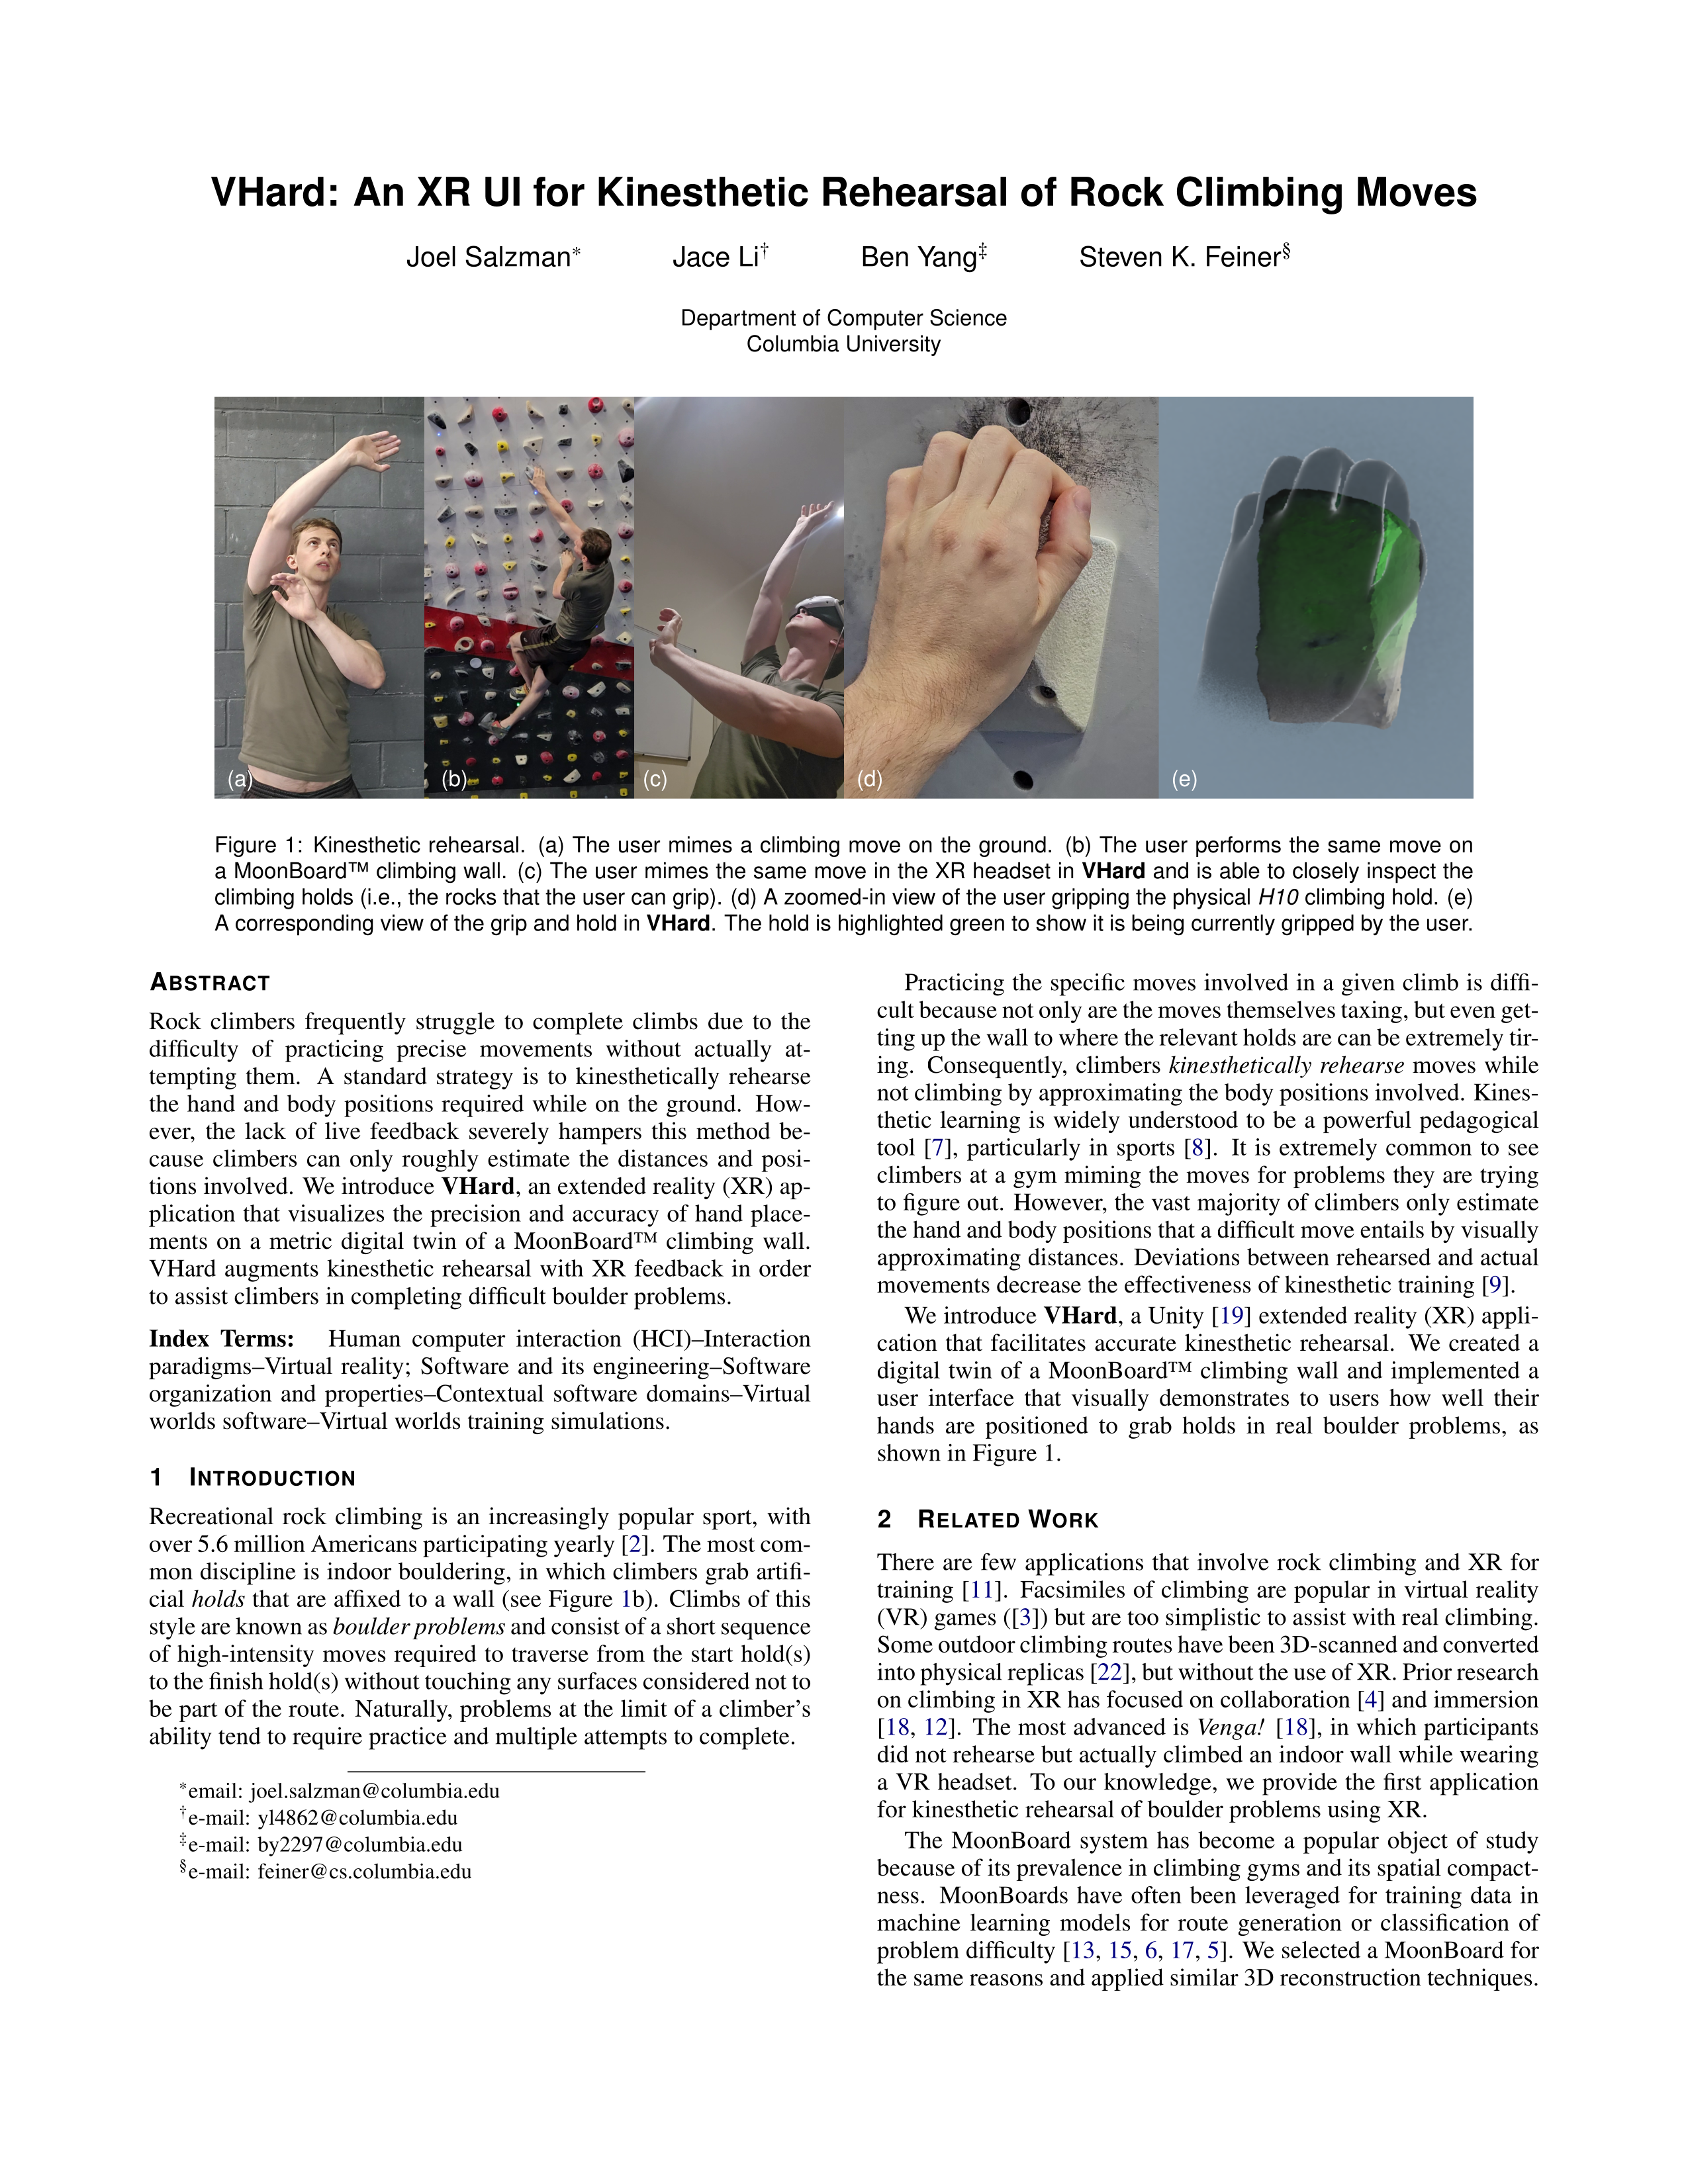 VHard: An XR UI for Kinesthetic Rehearsal of Rock Climbing Moves
Joel Salzman* Jace Li† Ben Yang‡ Steven K. Feiner§
Department of Computer Science
Columbia University
(a) (b) (c) (d) (e)
Figure 1: Kinesthetic rehearsal. (a) The user mimes a climbing move on the ground. (b) The user performs the same move on
a MoonBoard™ climbing wall. (c) The user mimes the same move in the XR headset in VHard and is able to closely inspect the
climbing holds (i.e., the rocks that the user can grip). (d) A zoomed-in view of the user gripping the physical H10 climbing hold. (e)
A corresponding view of the grip and hold in VHard. The hold is highlighted green to show it is being currently gripped by the user.
ABSTRACT
Rock climbers frequently struggle to complete climbs due to the
difficulty of practicing precise movements without actually at-
tempting them. A standard strategy is to kinesthetically rehearse
the hand and body positions required while on the ground. How-
ever, the lack of live feedback severely hampers this method be-
cause climbers can only roughly estimate the distances and posi-
tions involved. We introduce VHard, an extended reality (XR) ap-
plication that visualizes the precision and accuracy of hand place-
ments on a metric digital twin of a MoonBoard™ climbing wall.
VHard augments kinesthetic rehearsal with XR feedback in order
to assist climbers in completing difficult boulder problems.
Index Terms: Human computer interaction (HCI)–Interaction
paradigms–Virtual reality; Software and its engineering–Software
organization and properties–Contextual software domains–Virtual
worlds software–Virtual worlds training simulations.
1 INTRODUCTION
Recreational rock climbing is an increasingly popular sport, with
over 5.6 million Americans participating yearly [2]. The most com-
mon discipline is indoor bouldering, in which climbers grab artifi-
cial holds that are affixed to a wall (see Figure 1b). Climbs of this
style are known as boulder problems and consist of a short sequence
of high-intensity moves required to traverse from the start hold(s)
to the finish hold(s) without touching any surfaces considered not to
be part of the route. Naturally, problems at the limit of a climber's
ability tend to require practice and multiple attempts to complete.
*email: joel.salzman@columbia.edu
†e-mail: yl4862@columbia.edu
‡e-mail: by2297@columbia.edu
§e-mail: feiner@cs.columbia.edu
Practicing the specific moves involved in a given climb is diffi-
cult because not only are the moves themselves taxing, but even get-
ting up the wall to where the relevant holds are can be extremely tir-
ing. Consequently, climbers kinesthetically rehearse moves while
not climbing by approximating the body positions involved. Kines-
thetic learning is widely understood to be a powerful pedagogical
tool [7], particularly in sports [8]. It is extremely common to see
climbers at a gym miming the moves for problems they are trying
to figure out. However, the vast majority of climbers only estimate
the hand and body positions that a difficult move entails by visually
approximating distances. Deviations between rehearsed and actual
movements decrease the effectiveness of kinesthetic training [9].
We introduce VHard, a Unity [19] extended reality (XR) appli-
cation that facilitates accurate kinesthetic rehearsal. We created a
digital twin of a MoonBoard™ climbing wall and implemented a
user interface that visually demonstrates to users how well their
hands are positioned to grab holds in real boulder problems, as
shown in Figure 1.
2 RELATED WORK
There are few applications that involve rock climbing and XR for
training [11]. Facsimiles of climbing are popular in virtual reality
(VR) games ([3]) but are too simplistic to assist with real climbing.
Some outdoor climbing routes have been 3D-scanned and converted
into physical replicas [22], but without the use of XR. Prior research
on climbing in XR has focused on collaboration [4] and immersion
[18, 12]. The most advanced is Venga! [18], in which participants
did not rehearse but actually climbed an indoor wall while wearing
a VR headset. To our knowledge, we provide the first application
for kinesthetic rehearsal of boulder problems using XR.
The MoonBoard system has become a popular object of study
because of its prevalence in climbing gyms and its spatial compact-
ness. MoonBoards have often been leveraged for training data in
machine learning models for route generation or classification of
problem difficulty [13, 15, 6, 17, 5]. We selected a MoonBoard for
the same reasons and applied similar 3D reconstruction techniques.